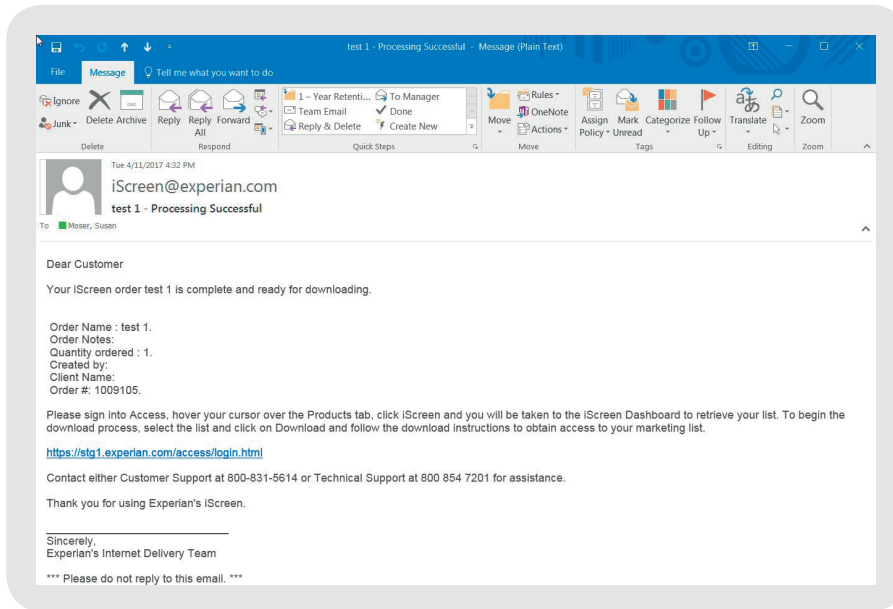 test 1 - Processing Successful - Message (Plain Text)
File Message Tell me what you want to do
Ignore
Junk
Delete Archive
Reply Reply All Forward
1 – Year Retenti... To Manager
Team Email Done
Reply & Delete Create New
Move
Rules
OneNote
Actions
Assign Policy Mark Unread Categorize Follow Up
Translate
Zoom
Delete Respond Quick Steps Move Tags Editing Zoom
Tue 4/11/2017 4:32 PM
iScreen@experian.com
test 1 - Processing Successful
To Moser, Susan
Dear Customer
Your iScreen order test 1 is complete and ready for downloading.
Order Name : test 1.
Order Notes:
Quantity ordered : 1.
Created by:
Client Name:
Order #: 1009105.
Please sign into Access, hover your cursor over the Products tab, click iScreen and you will be taken to the iScreen Dashboard to retrieve your list. To begin the
download process, select the list and click on Download and follow the download instructions to obtain access to your marketing list.
https://stg1.experian.com/access/login.html
Contact either Customer Support at 800-831-5614 or Technical Support at 800 854 7201 for assistance.
Thank you for using Experian's iScreen.
Sincerely,
Experian's Internet Delivery Team
*** Please do not reply to this email. ***